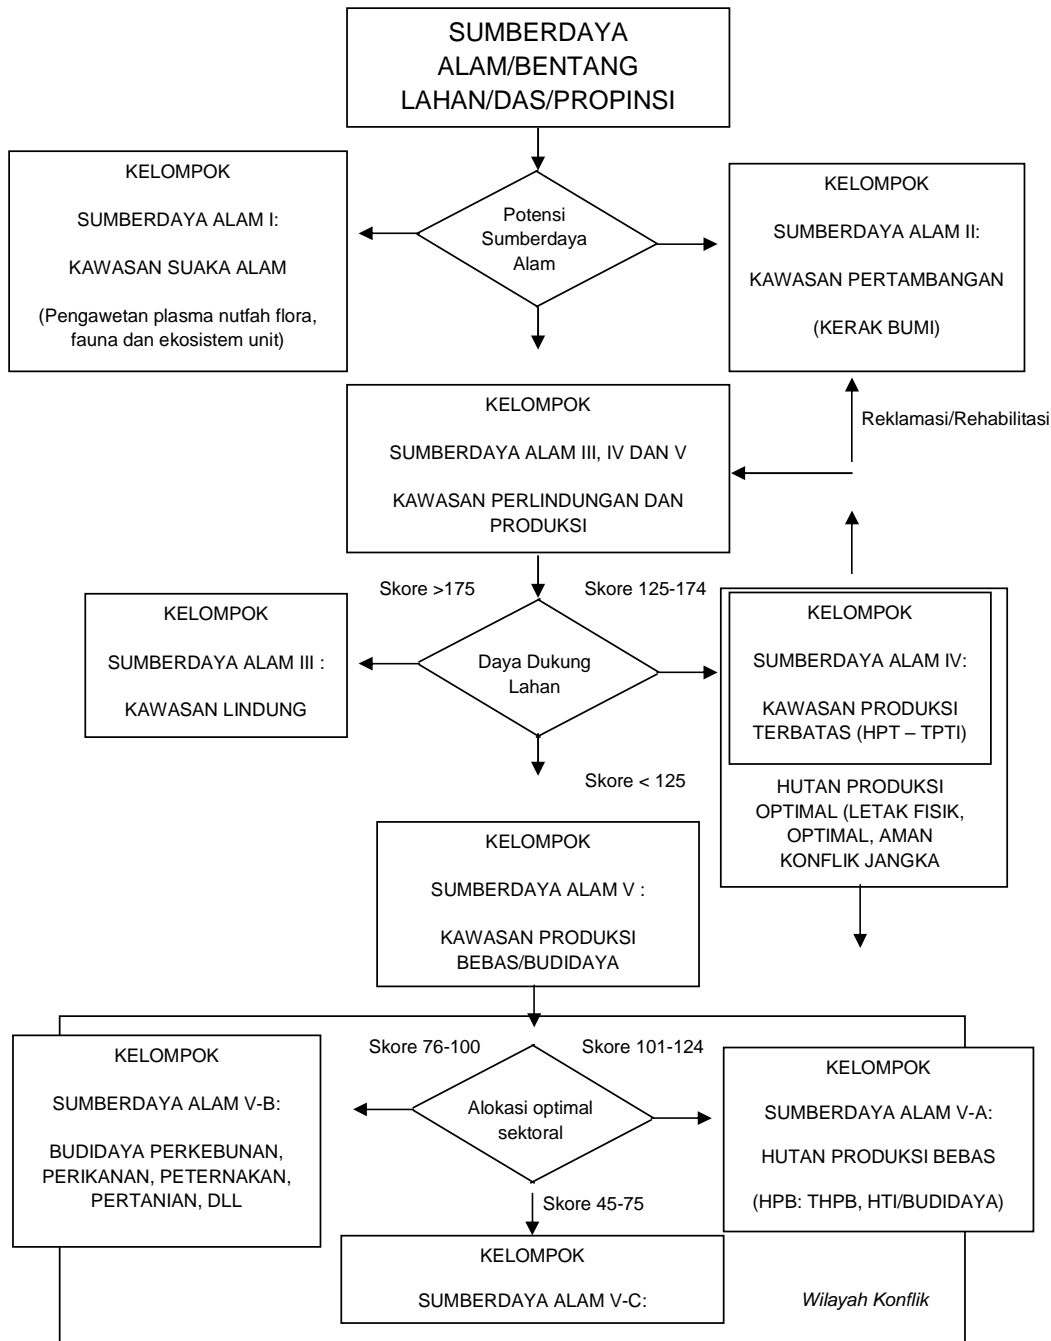 SUMBERDAYA
ALAM/BENTANG
LAHAN/DAS/PROPINSI
KELOMPOK
SUMBERDAYA ALAM I:
KAWASAN SUAKA ALAM
(Pengawetan plasma nutfah flora,
fauna dan ekosistem unit)
Potensi
Sumberdaya
Alam
KELOMPOK
SUMBERDAYA ALAM II:
KAWASAN PERTAMBANGAN
(KERAK BUMI)
Reklamasi/Rehabilitasi
KELOMPOK
SUMBERDAYA ALAM III, IV DAN V
KAWASAN PERLINDUNGAN DAN
PRODUKSI
Skore >175
Skore 125-174
KELOMPOK
SUMBERDAYA ALAM III :
KAWASAN LINDUNG
Daya Dukung
Lahan
KELOMPOK
SUMBERDAYA ALAM IV:
KAWASAN PRODUKSI
TERBATAS (HPT – TPTI)
HUTAN PRODUKSI
OPTIMAL (LETAK FISIK,
OPTIMAL, AMAN
KONFLIK JANGKA
Skore < 125
KELOMPOK
SUMBERDAYA ALAM V :
KAWASAN PRODUKSI
BEBAS/BUDIDAYA
Skore 76-100
Skore 101-124
KELOMPOK
SUMBERDAYA ALAM V-B:
BUDIDAYA PERKEBUNAN,
PERIKANAN, PETERNAKAN,
PERTANIAN, DLL
Alokasi optimal
sektoral
KELOMPOK
SUMBERDAYA ALAM V-A:
HUTAN PRODUKSI BEBAS
(HPB: THPB, HTI/BUDIDAYA)
Skore 45-75
KELOMPOK
SUMBERDAYA ALAM V-C:
Wilayah Konflik